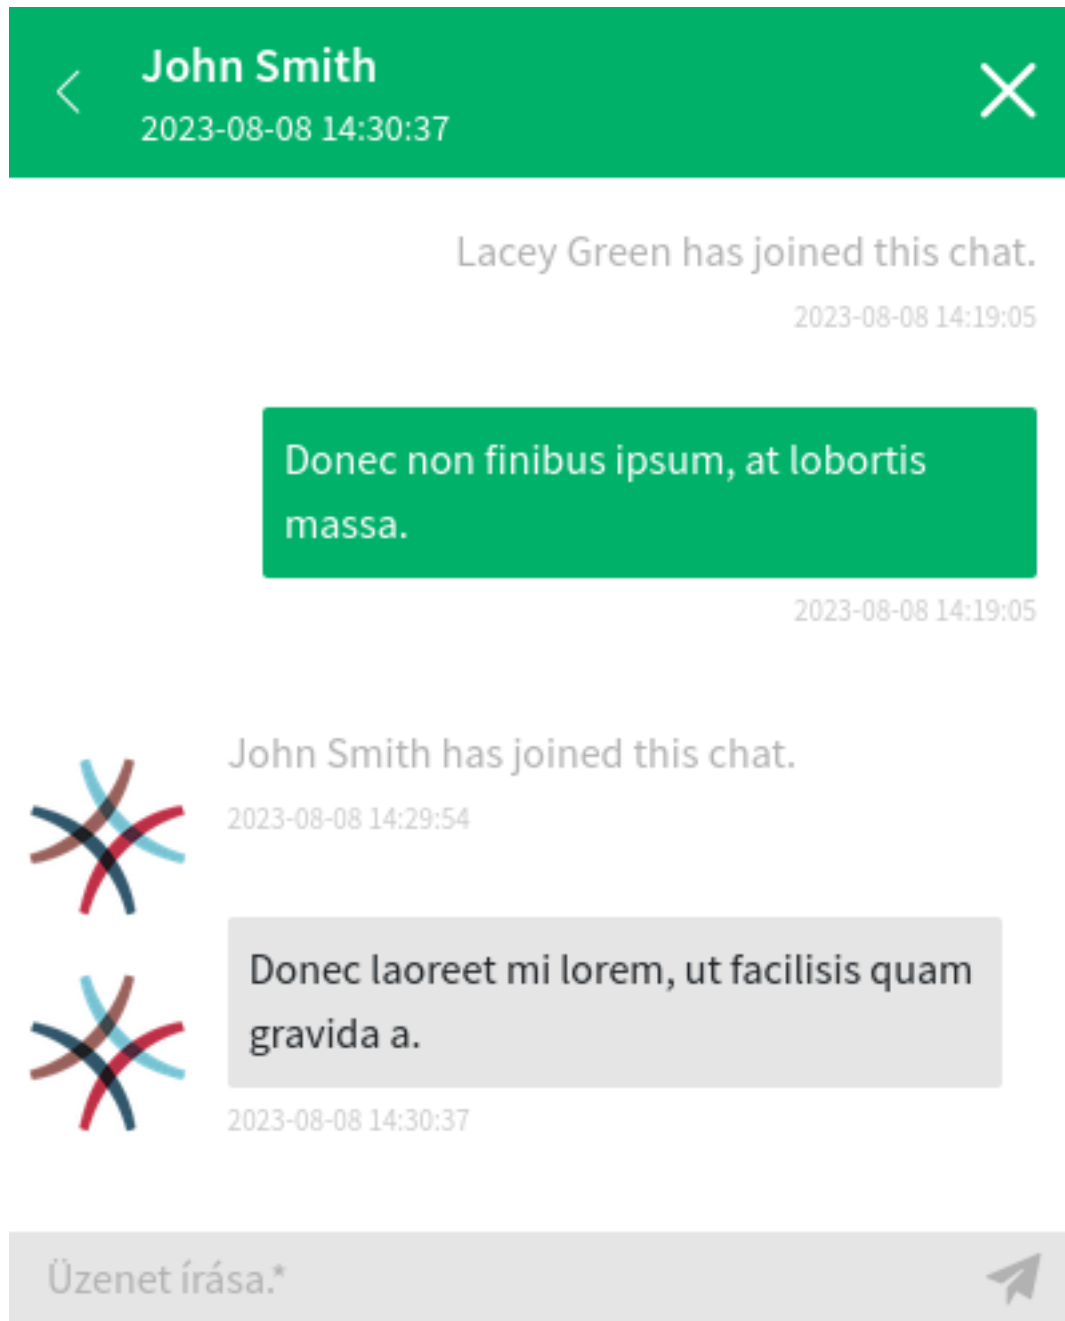 John Smith
2023-08-08 14:30:37
Lacey Green has joined this chat.
2023-08-08 14:19:05
Donec non finibus ipsum, at lobortis
massa.
2023-08-08 14:19:05
John Smith has joined this chat.
2023-08-08 14:29:54
Donec laoreet mi lorem, ut facilisis quam
gravida a.
2023-08-08 14:30:37
Üzenet írása.*